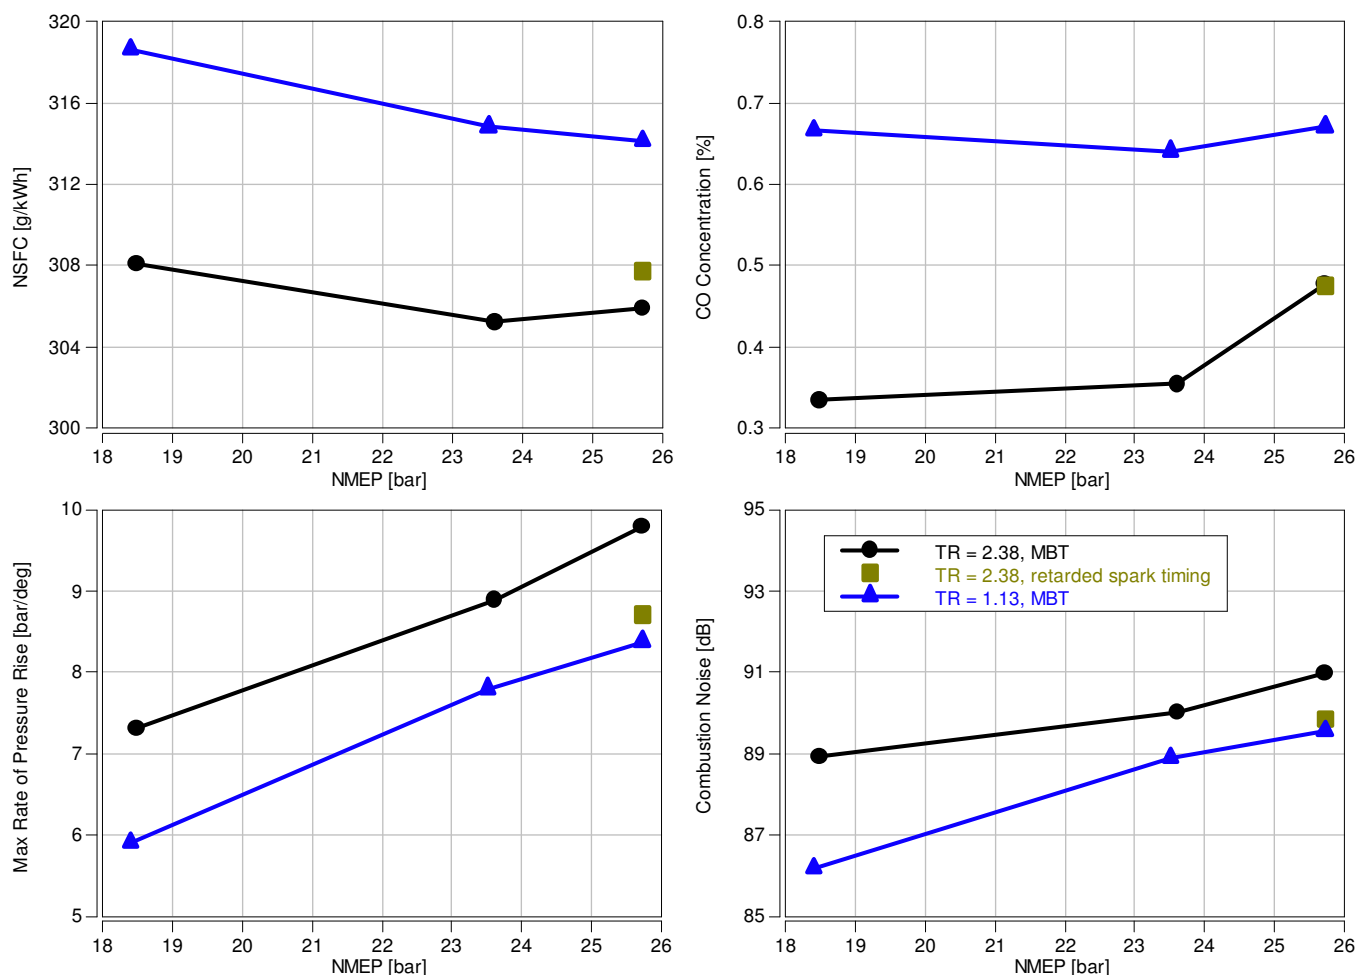 320
316
312
308
304
300
NSFC [g/kWh]
18 19 20 21 22 23 24 25 26
NMEP [bar]
0.8
0.7
0.6
0.5
0.4
0.3
CO Concentration [%]
18 19 20 21 22 23 24 25 26
NMEP [bar]
10
9
8
7
6
5
Max Rate of Pressure Rise [bar/deg]
18 19 20 21 22 23 24 25 26
NMEP [bar]
95
93
91
89
87
85
Combustion Noise [dB]
TR = 2.38, MBT
TR = 2.38, retarded spark timing
TR = 1.13, MBT
18 19 20 21 22 23 24 25 26
NMEP [bar]